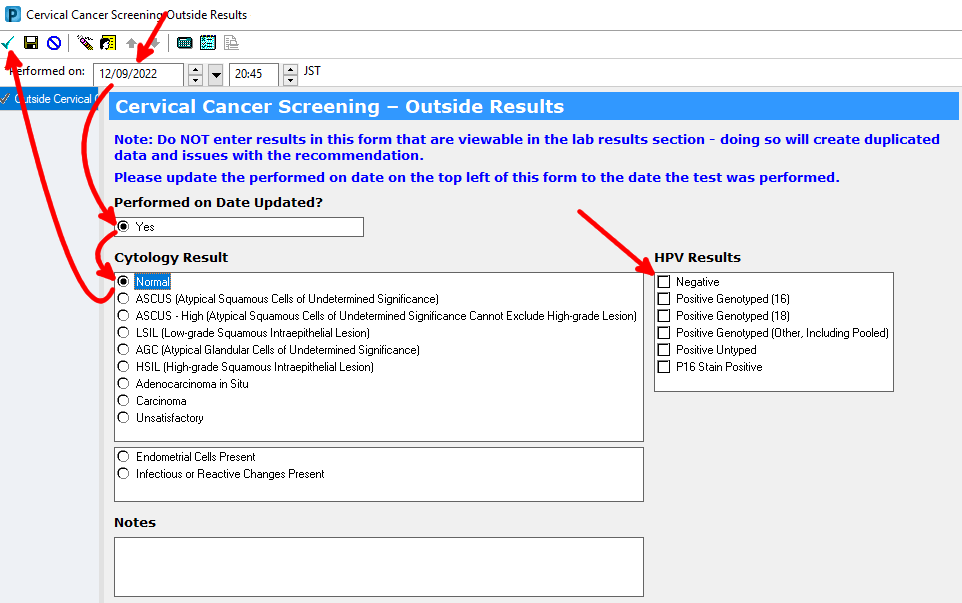 Cervical Cancer Screening Outside Results
Performed on: 12/09/2022 20:45 JST
Outside Cervical
Cervical Cancer Screening – Outside Results
Note: Do NOT enter results in this form that are viewable in the lab results section - doing so will create duplicated
data and issues with the recommendation.
Please update the performed on date on the top left of this form to the date the test was performed.
Performed on Date Updated?
Yes
Cytology Result
Normal
ASCUS (Atypical Squamous Cells of Undetermined Significance)
ASCUS - High (Atypical Squamous Cells of Undetermined Significance Cannot Exclude High-grade Lesion)
LSIL (Low-grade Squamous Intraepithelial Lesion)
AGC (Atypical Glandular Cells of Undetermined Significance)
HSIL (High-grade Squamous Intraepithelial Lesion)
Adenocarcinoma in Situ
Carcinoma
Unsatisfactory
Endometrial Cells Present
Infectious or Reactive Changes Present
HPV Results
Negative
Positive Genotyped (16)
Positive Genotyped (18)
Positive Genotyped (Other, Including Pooled)
Positive Untyped
P16 Stain Positive
Notes